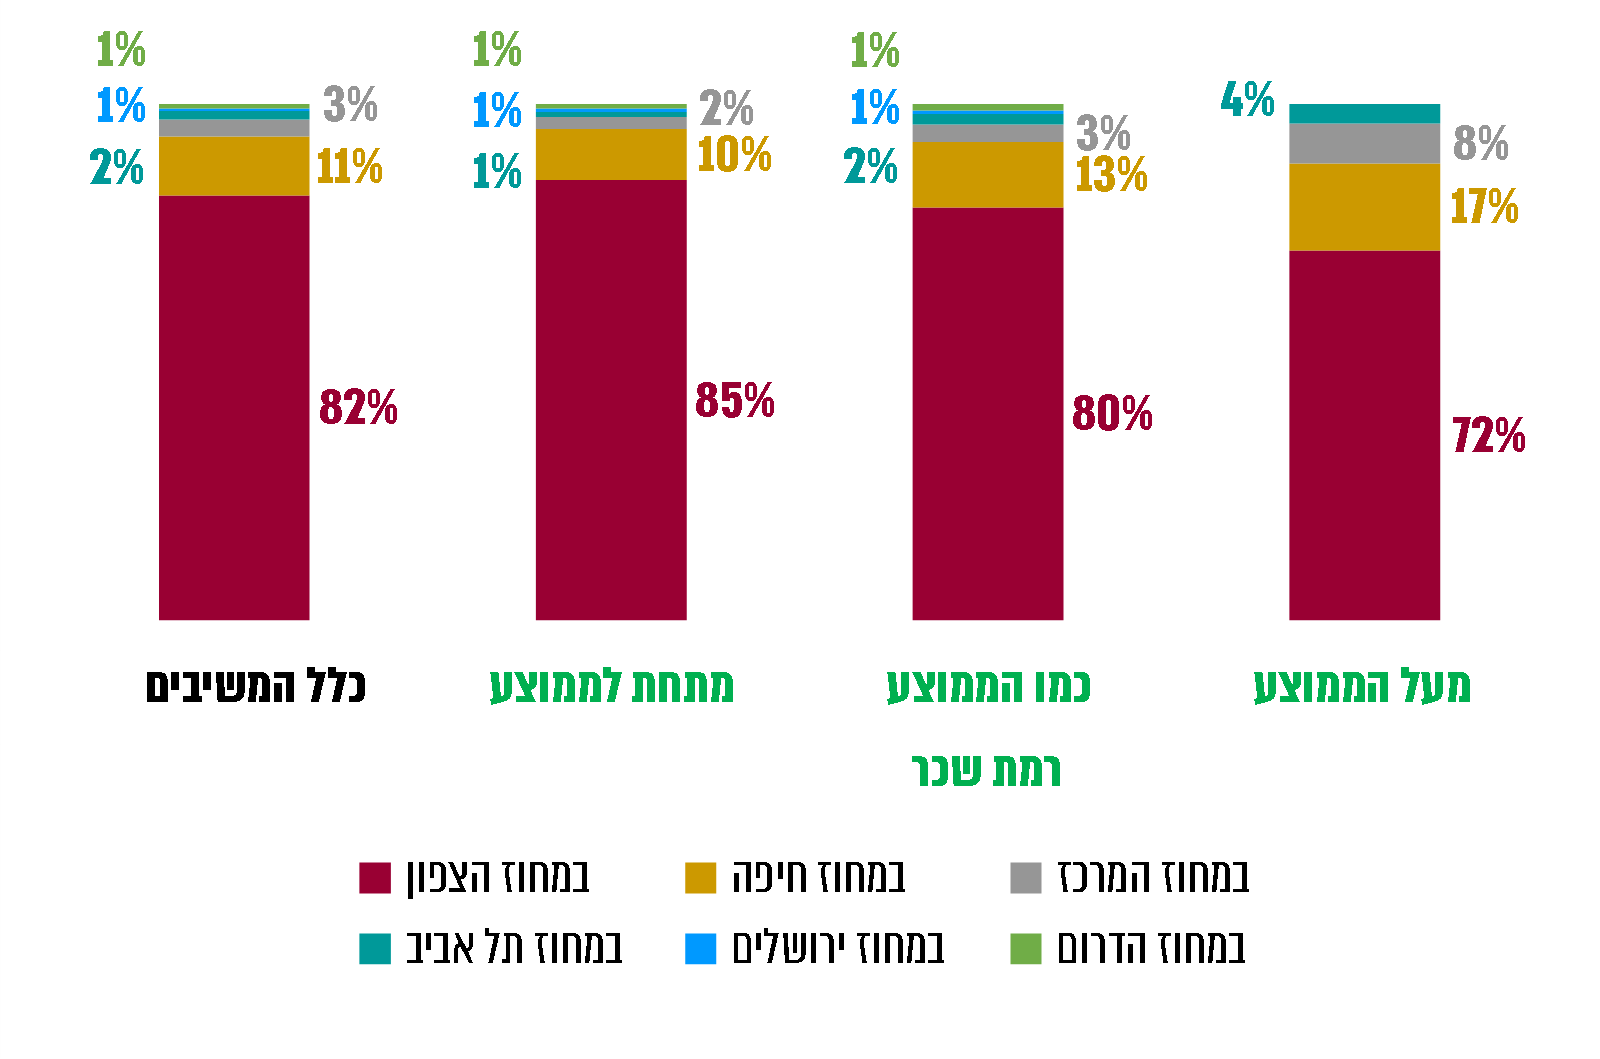 1% 1% 1%
4%
3% 1% 2% 1% 3% 1% 8%
11% 2% 10% 1% 13% 2% 17%
82% 85% 80% 72%
כלל המשיבים מתחת לממוצע כמו הממוצע מעל הממוצע
רמת שכר
במחוז הצפון במחוז חיפה במחוז המרכז
במחוז תל אביב במחוז ירושלים במחוז הדרום